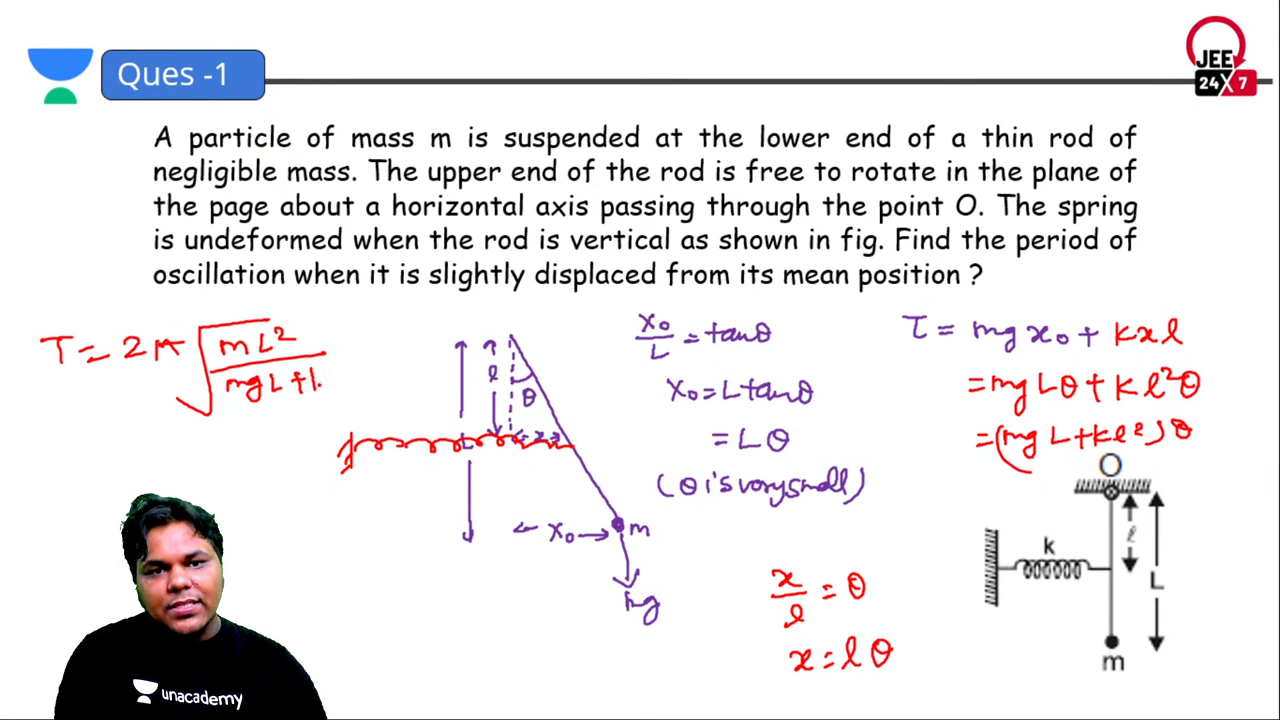 Ques -1
JEE
24X7
A particle of mass m is suspended at the lower end of a thin rod of
negligible mass. The upper end of the rod is free to rotate in the plane of
the page about a horizontal axis passing through the point O. The spring
is undeformed when the rod is vertical as shown in fig. Find the period of
oscillation when it is slightly displaced from its mean position ?
T = 2π √(mL² / mgL + l
l
θ
L
x
x₀
m
mg
x₀/L = tanθ
x₀ = L tanθ
= Lθ
(θ is very small)
x/l = θ
x = lθ
τ = mg x₀ + kxl
= mg Lθ + kl²θ
= (mg L + kl²) θ
O
k
l
L
m
unacademy